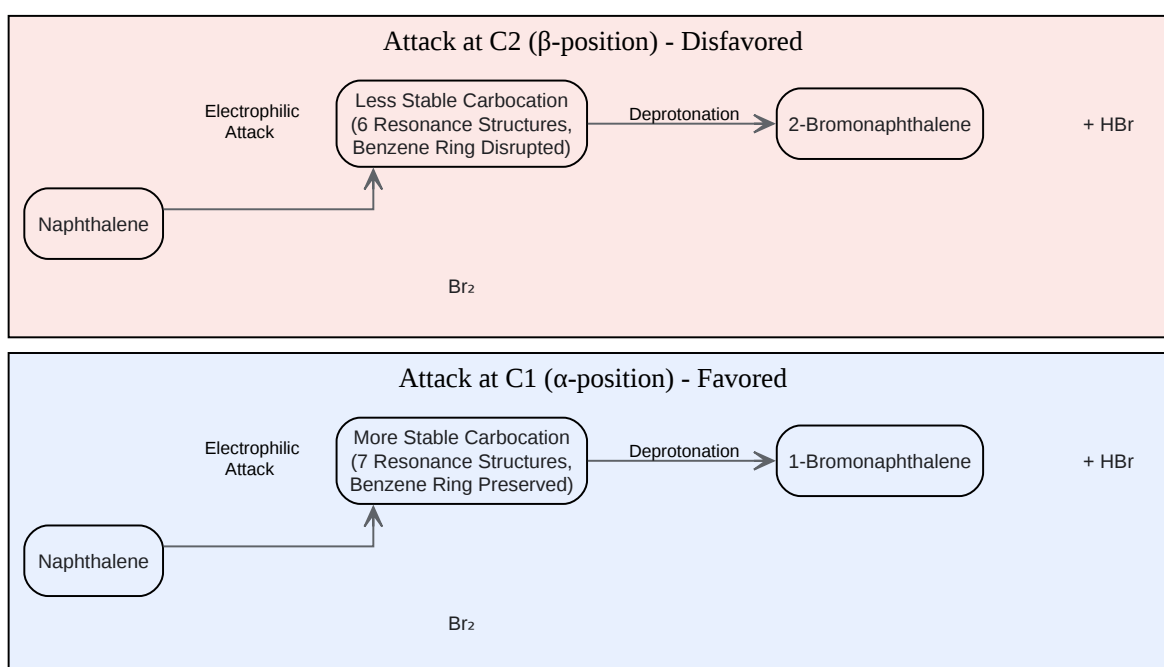 Attack at C2 (β-position) - Disfavored
Electrophilic
Attack
Less Stable Carbocation
(6 Resonance Structures,
Benzene Ring Disrupted)
Deprotonation
2-Bromonaphthalene
+ HBr
Naphthalene
Br₂
Attack at C1 (α-position) - Favored
Electrophilic
Attack
More Stable Carbocation
(7 Resonance Structures,
Benzene Ring Preserved)
Deprotonation
1-Bromonaphthalene
+ HBr
Naphthalene
Br₂